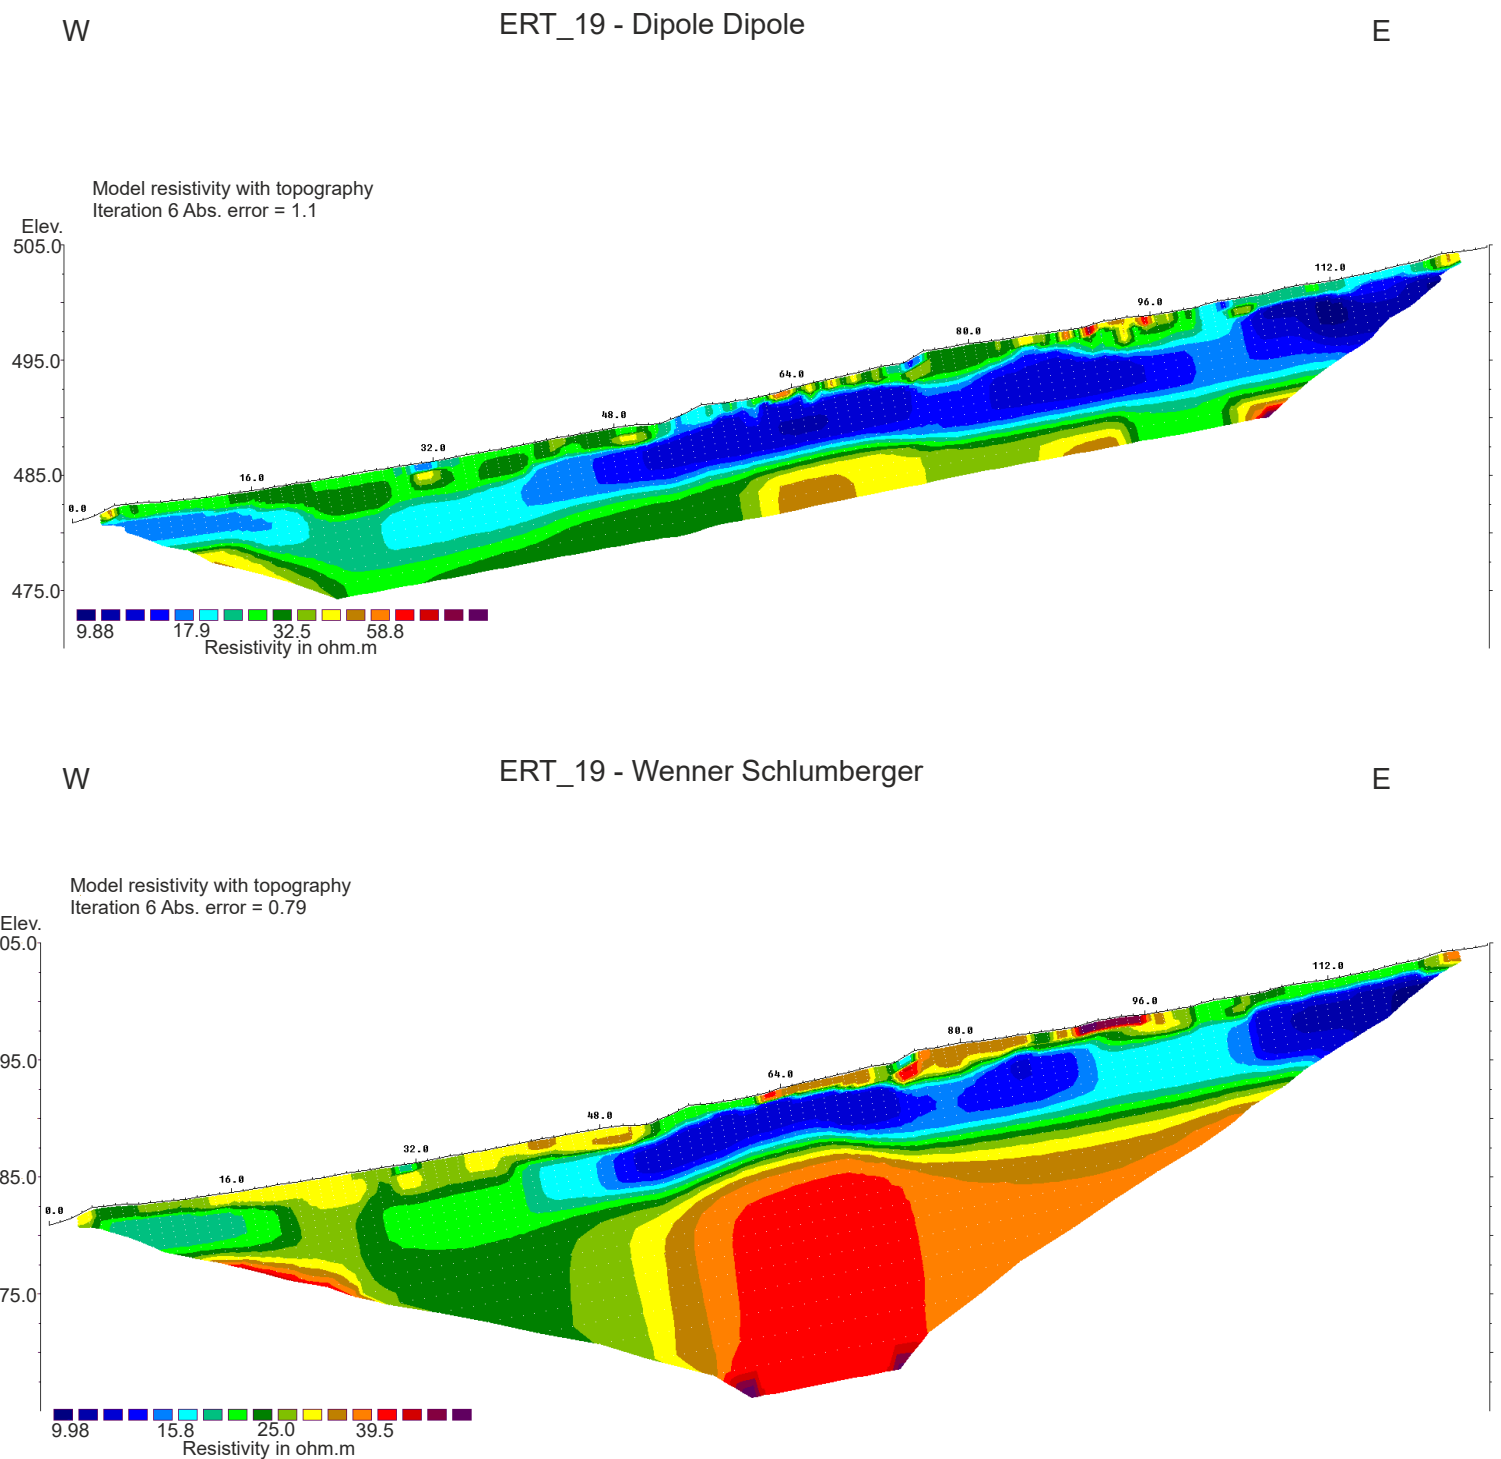 W ERT_19 - Dipole Dipole E
Model resistivity with topography
Iteration 6 Abs. error = 1.1
Elev.
505.0
112.0
96.0
495.0
80.0
64.0
48.0
32.0
485.0
16.0
0.0
475.0
9.88 17.9 32.5 58.8
Resistivity in ohm.m
W ERT_19 - Wenner Schlumberger E
Model resistivity with topography
Iteration 6 Abs. error = 0.79
Elev.
05.0
112.0
96.0
95.0
80.0
64.0
48.0
32.0
85.0
16.0
0.0
75.0
9.98 15.8 25.0 39.5
Resistivity in ohm.m